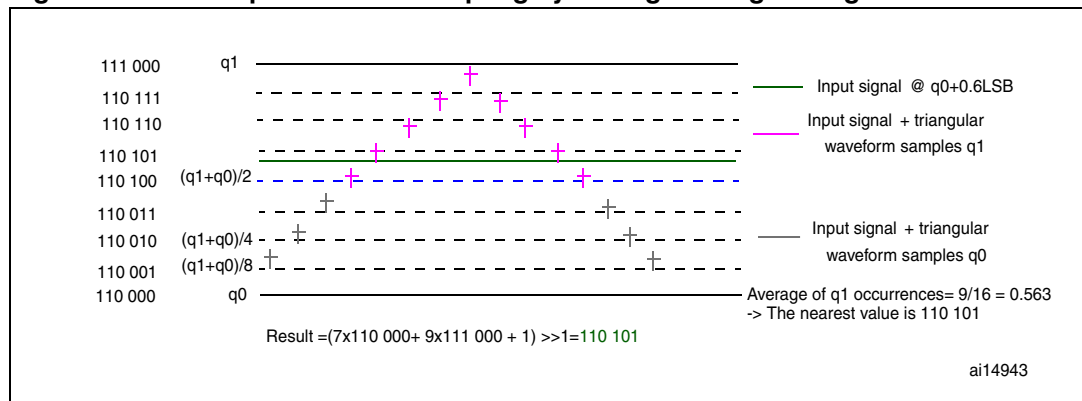 111 000 q1
110 111
110 110
110 101
110 100 (q1+q0)/2
110 011
110 010 (q1+q0)/4
110 001 (q1+q0)/8
110 000 q0
Input signal @ q0+0.6LSB
Input signal + triangular
waveform samples q1
Input signal + triangular
waveform samples q0
Average of q1 occurrences= 9/16 = 0.563
-> The nearest value is 110 101
Result =(7x110 000+ 9x111 000 + 1) >>1=110 101
ai14943